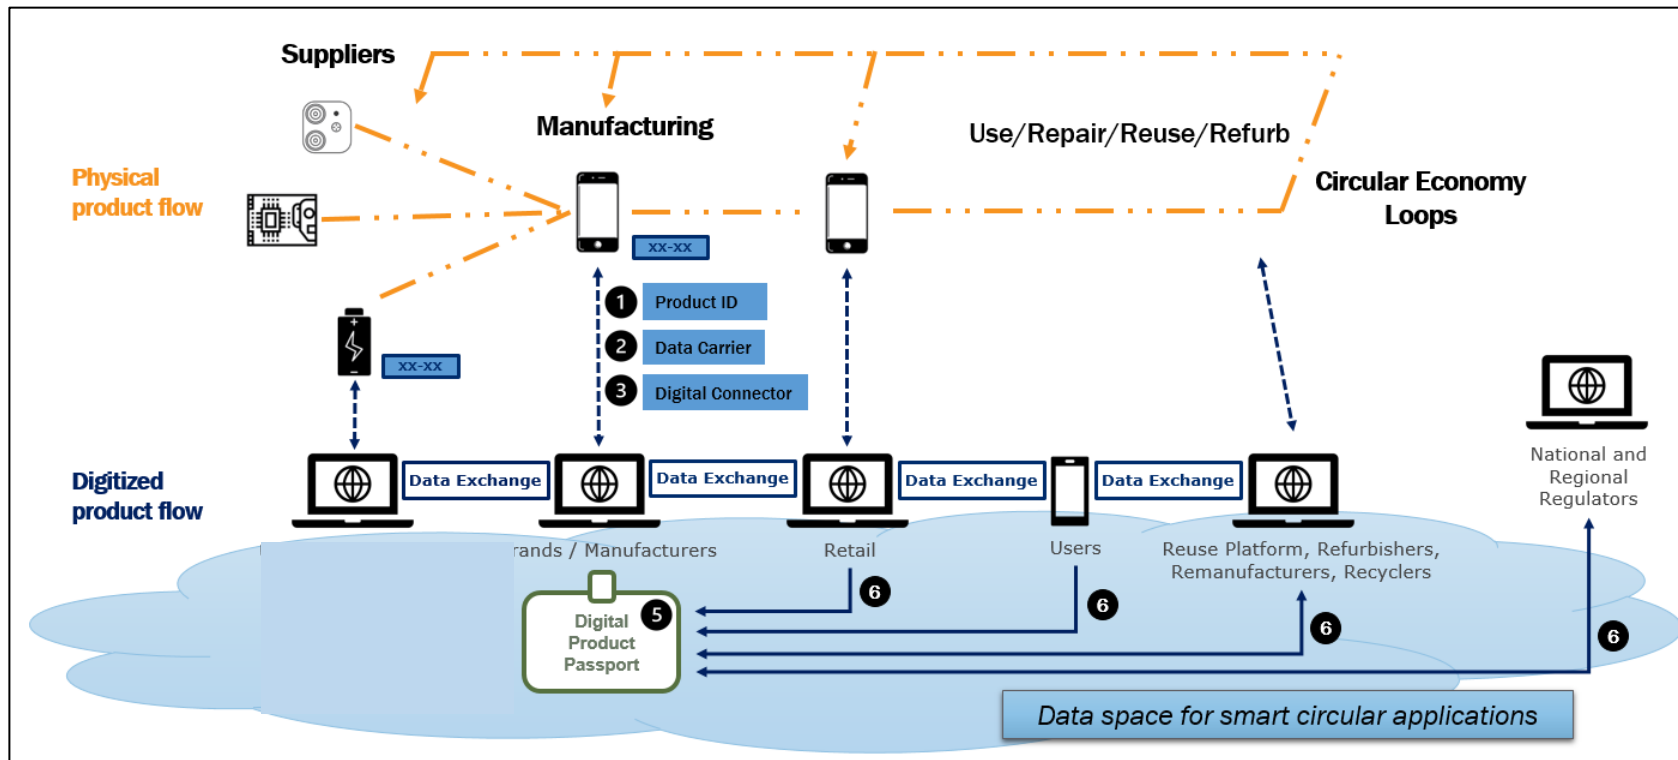 Suppliers
Manufacturing
Use/Repair/Reuse/Refurb
Physical
product flow
Circular Economy
Loops
xx-xx
1 Product ID
2 Data Carrier
xx-xx
3 Digital Connector
Digitized
product flow
Data Exchange
Data Exchange
Data Exchange
Data Exchange
National and
Regional
Regulators
/ Manufacturers
Retail
Users
Reuse Platform, Refurbishers,
Remanufacturers, Recyclers
5
Digital
Product
Passport
6
6
6
6
Data space for smart circular applications